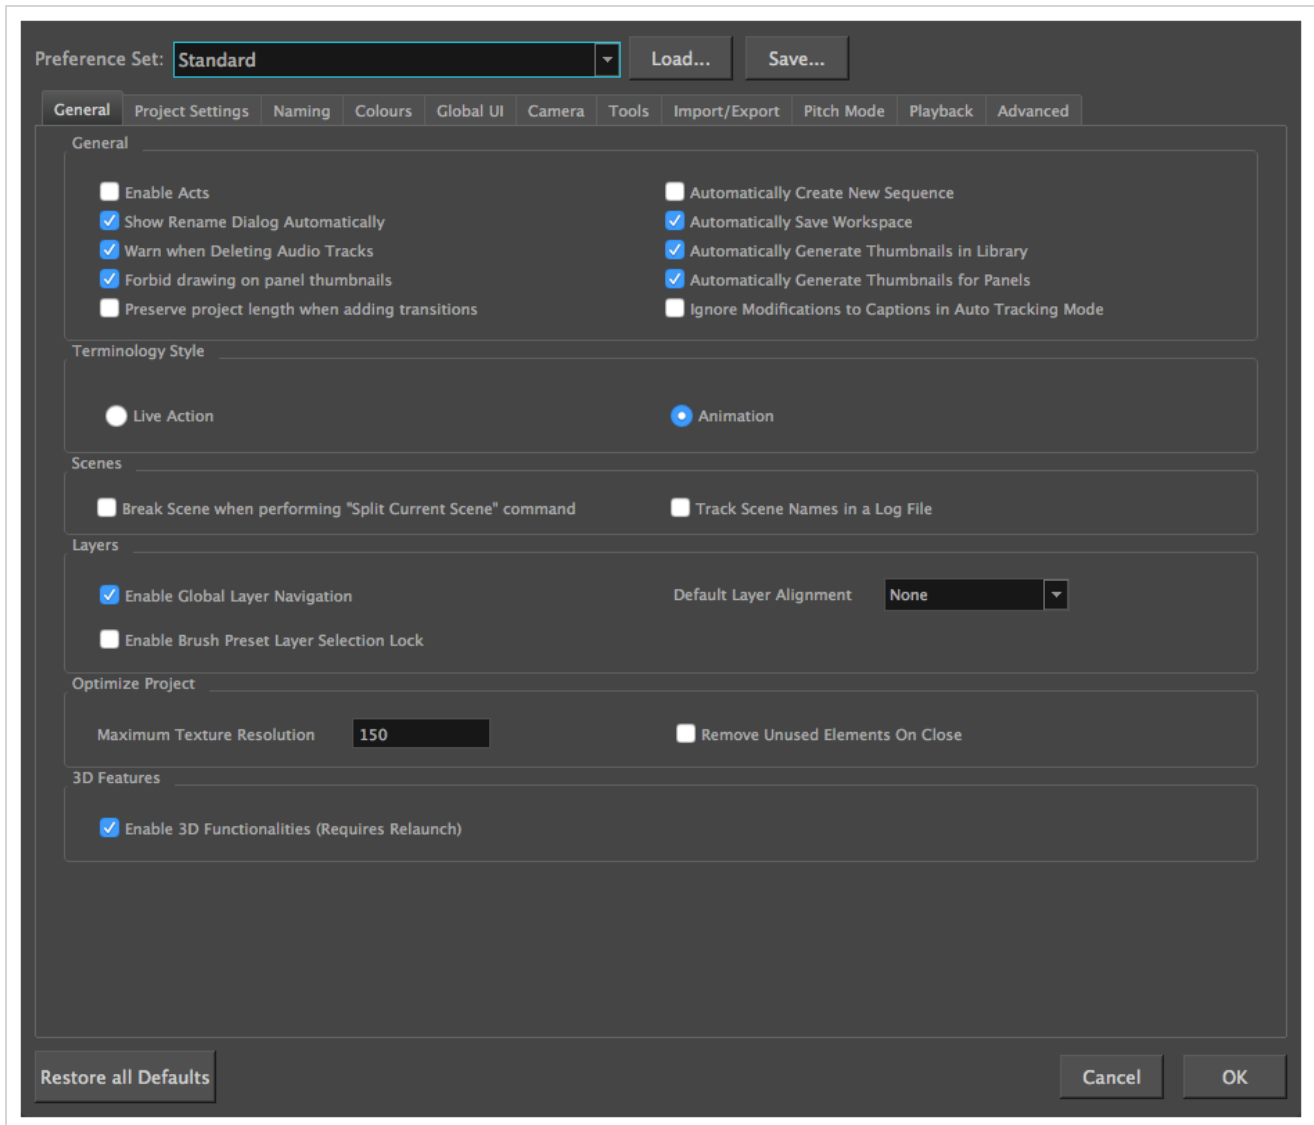 Preference Set: Standard Load... Save...
General Project Settings Naming Colours Global UI Camera Tools Import/Export Pitch Mode Playback Advanced
General
Enable Acts Automatically Create New Sequence
Show Rename Dialog Automatically Automatically Save Workspace
Warn when Deleting Audio Tracks Automatically Generate Thumbnails in Library
Forbid drawing on panel thumbnails Automatically Generate Thumbnails for Panels
Preserve project length when adding transitions Ignore Modifications to Captions in Auto Tracking Mode
Terminology Style
Live Action Animation
Scenes
Break Scene when performing "Split Current Scene" command Track Scene Names in a Log File
Layers
Enable Global Layer Navigation Default Layer Alignment None
Enable Brush Preset Layer Selection Lock
Optimize Project
Maximum Texture Resolution 150 Remove Unused Elements On Close
3D Features
Enable 3D Functionalities (Requires Relaunch)
Restore all Defaults Cancel OK